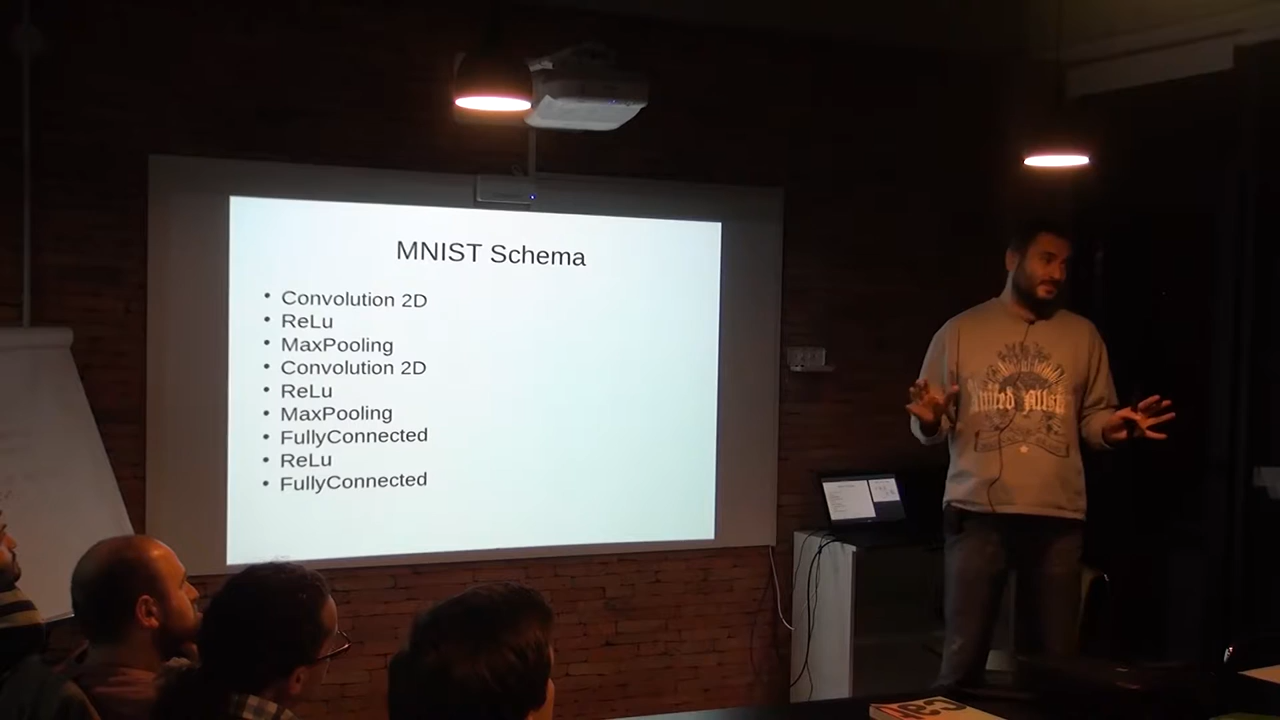 MNIST Schema
• Convolution 2D
• ReLu
• MaxPooling
• Convolution 2D
• ReLu
• MaxPooling
• FullyConnected
• ReLu
• FullyConnected